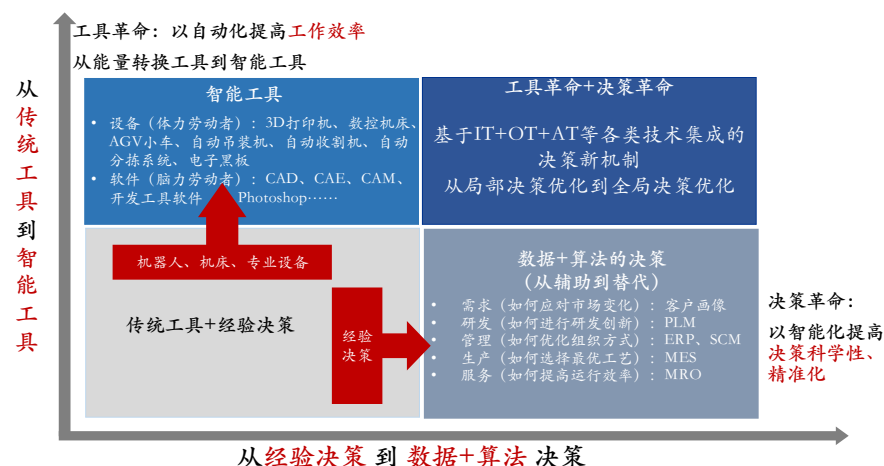 工具革命：以自动化提高工作效率
从能量转换工具到智能工具
从传统工具到智能工具
智能工具
• 设备（体力劳动者）：3D打印机、数控机床、
AGV小车、自动吊装机、自动收割机、自动
分拣系统、电子黑板
• 软件（脑力劳动者）：CAD、CAE、CAM、
开发工具软件 Photoshop……
工具革命+决策革命
基于IT+OT+AT等各类技术集成的
决策新机制
从局部决策优化到全局决策优化
机器人、机床、专业设备
传统工具+经验决策
经验
决策
数据+算法的决策
（从辅助到替代）
• 需求（如何应对市场变化）：客户画像
• 研发（如何进行研发创新）：PLM
• 管理（如何优化组织方式）：ERP、SCM
• 生产（如何选择最优工艺）：MES
• 服务（如何提高运行效率）：MRO
决策革命：
以智能化提高
决策科学性、
精准化
从经验决策 到 数据+算法 决策